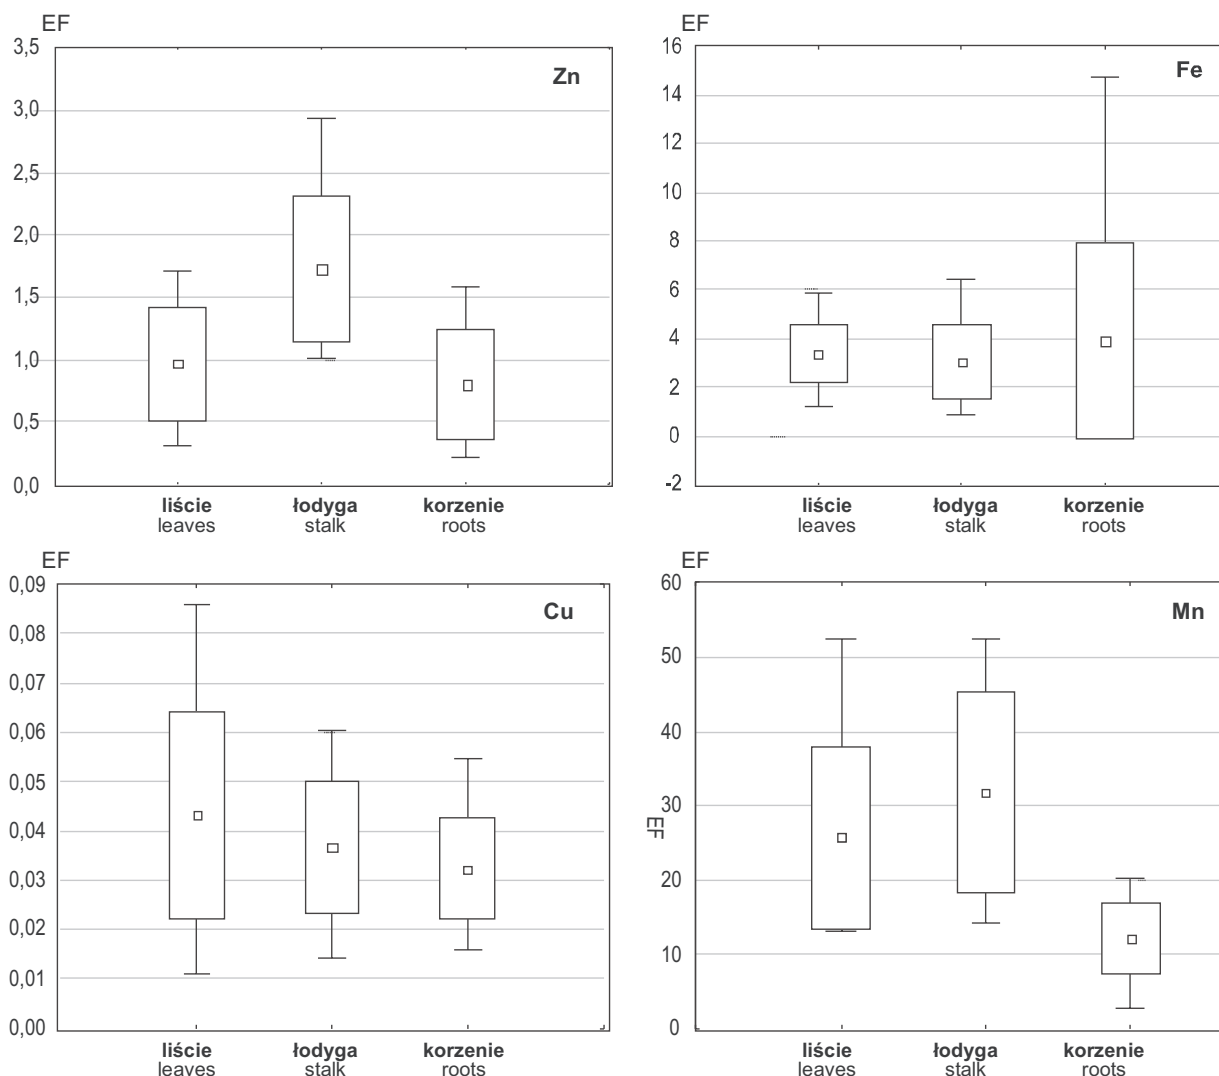 EF
3,5
3,0
2,5
2,0
1,5
1,0
0,5
0,0
Zn
liście łodyga korzenie
leaves stalk roots
EF
16
14
12
10
8
6
4
2
0
-2
Fe
liście łodyga korzenie
leaves stalk roots
EF
0,09
0,08
0,07
0,06
0,05
0,04
0,03
0,02
0,01
0,00
Cu
liście łodyga korzenie
leaves stalk roots
EF
60
50
40
30
20
10
0
EF
Mn
liście łodyga korzenie
leaves stalk roots